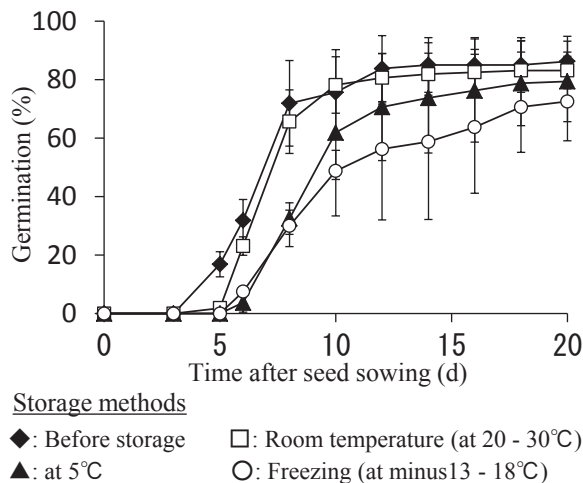 Germination (%)
100
80
60
40
20
0
0 5 10 15 20
Time after seed sowing (d)
Storage methods
◆: Before storage □: Room temperature (at 20 - 30℃)
▲: at 5℃ ○: Freezing (at minus13 - 18℃)